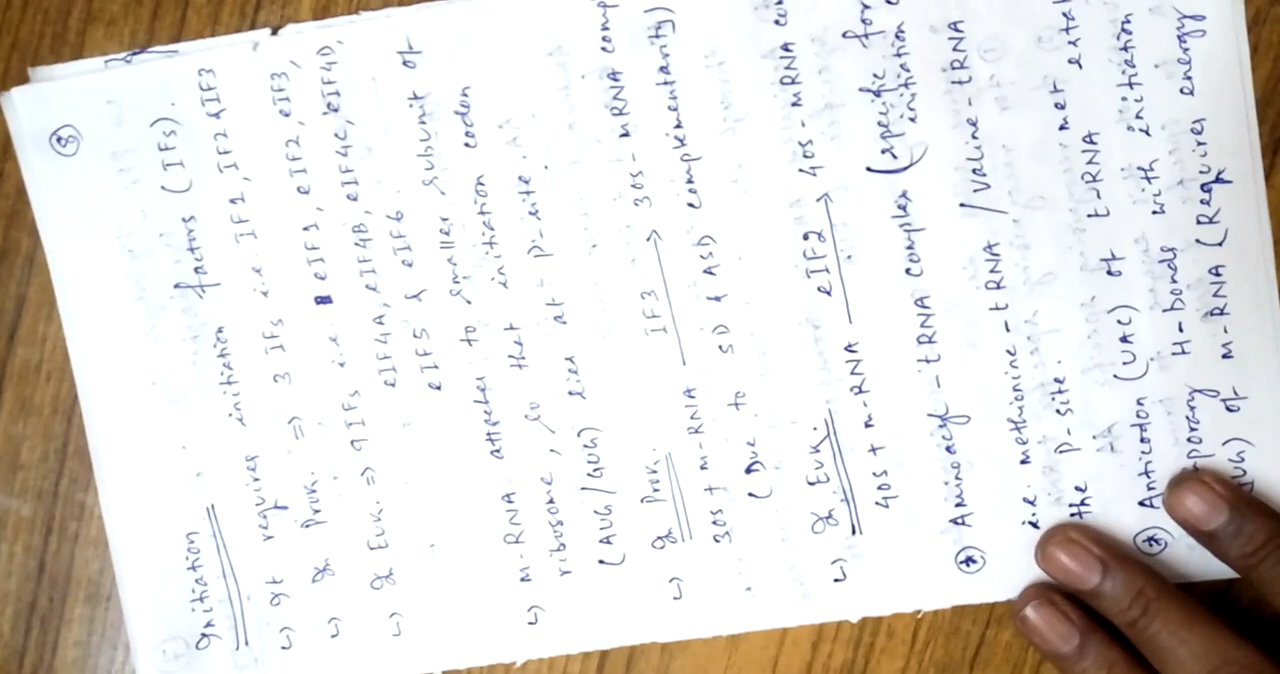 8
Initiation
↳ It requires initiation factors (IFs).
↳ In Prok. ⇒ 3 IFs i.e. IF1, IF2 & IF3
↳ In Euk. ⇒ 9 IFs i.e. eIF1, eIF2, eIF3,
eIF4A, eIF4B, eIF4C, eIF4D,
eIF5 & eIF6.
↳ m-RNA attaches to smaller subunit of
ribosome, so that initiation codon
(AUG/GUG) lies at P-site.
↳ In Prok.
30s + m-RNA IF3 → 30s - mRNA comp
(Due to SD & ASD complementarity)
↳ In Euk.
40s + m-RNA eIF2 → 40s - mRNA co
* Aminoacyl - tRNA complex (specific for
initiation c
i.e. methionine - tRNA / valine - tRNA
the P-site.
* Anticodon (UAC) of t-RNA met
porary H-bonds with initiation
AUG) of m-RNA (Requires energy